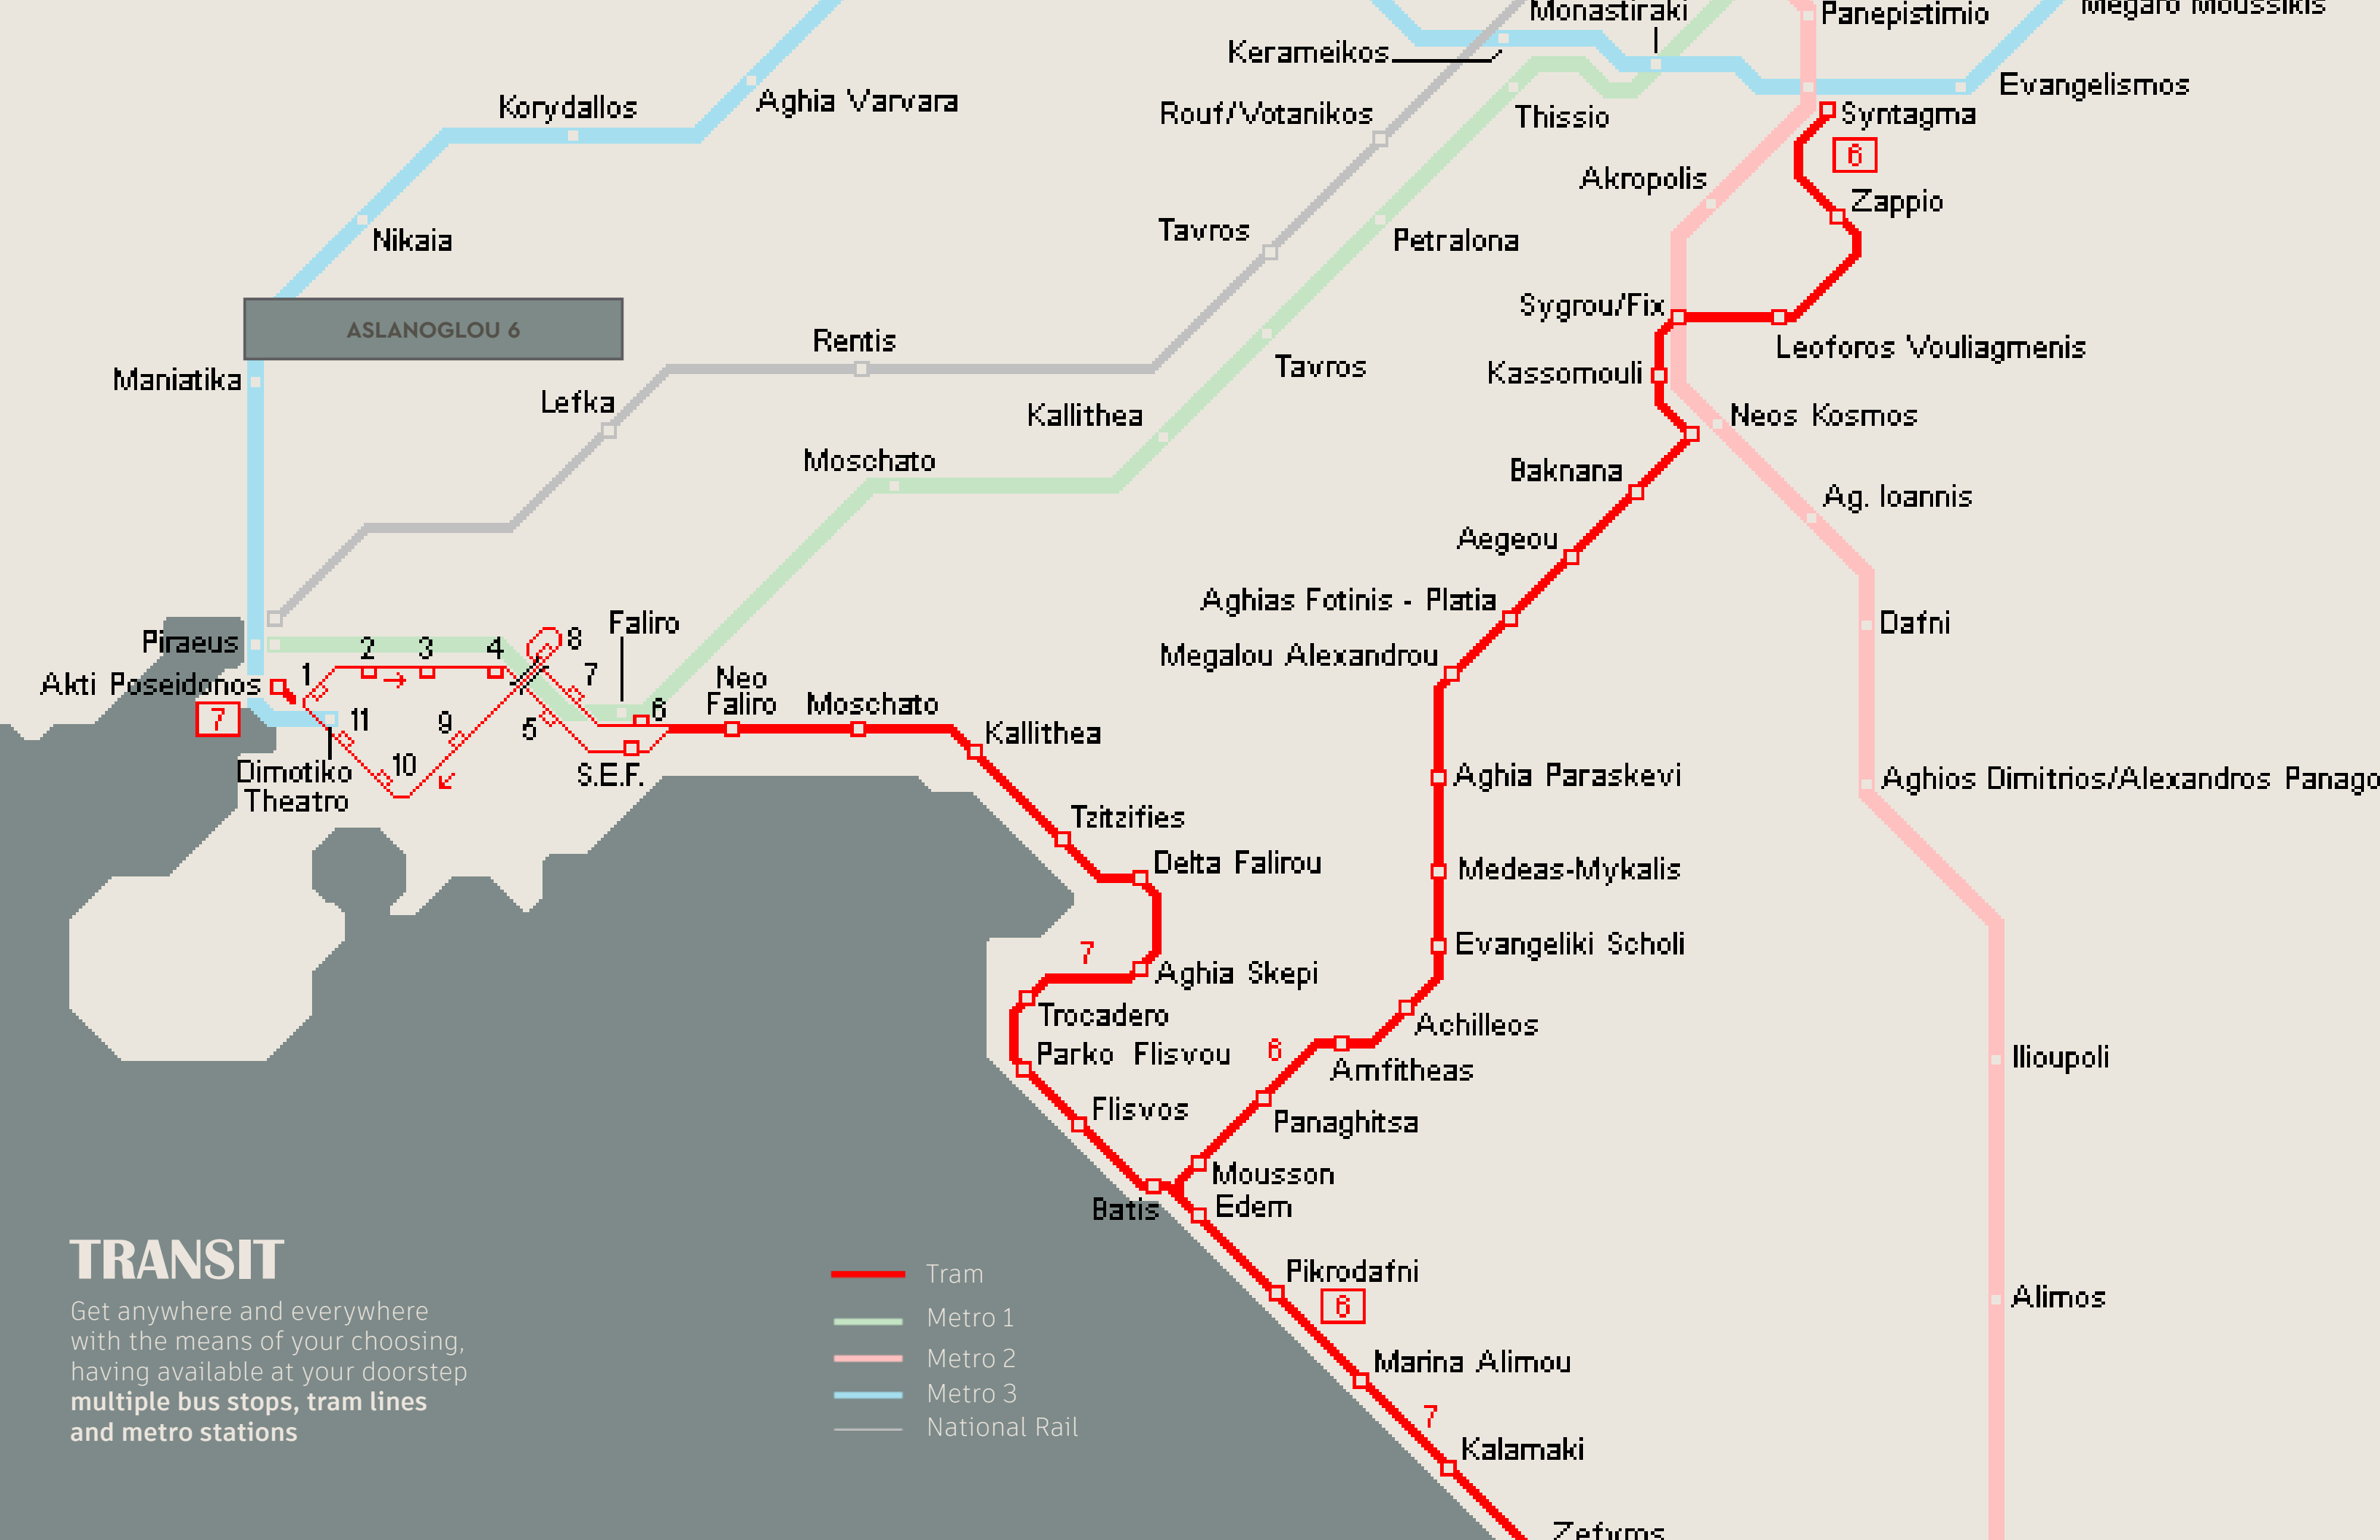 Monastiraki
Panepistimio
Megaro Moussikis
Kerameikos
Evangelismos
Korydallos
Aghia Varvara
Rouf/Votanikos
Thissio
Syntagma
6
Akropolis
Zappio
Nikaia
Tavros
Petralona
Sygrou/Fix
ASLANOGLOU 6
Rentis
Leoforos Vouliagmenis
Maniatika
Tavros
Kassomouli
Lefka
Kallithea
Neos Kosmos
Moschato
Baknana
Ag. Ioannis
Aegeou
Aghias Fotinis - Platia
Faliro
Dafni
Piraeus
2
3
4
8
Megalou Alexandrou
Akti Poseidonos
1
7
Neo
Faliro
Moschato
7
11
9
5
6
Kallithea
10
Dimotiko
Theatro
S.E.F.
Aghia Paraskevi
Aghios Dimitrios/Alexandros Panago
Tzitzifies
Delta Falirou
Medeas-Mykalis
7
Evangeliki Scholi
Aghia Skepi
Trocadero
Achilleos
Parko Flisvou
6
Amfitheas
Ilioupoli
Flisvos
Panaghitsa
Mousson
Batis
Edem
Pikrodafni
6
Alimos
Marina Alimou
7
Kalamaki
Zefyros
TRANSIT
Get anywhere and everywhere
with the means of your choosing,
having available at your doorstep
multiple bus stops, tram lines
and metro stations
Tram
Metro 1
Metro 2
Metro 3
National Rail